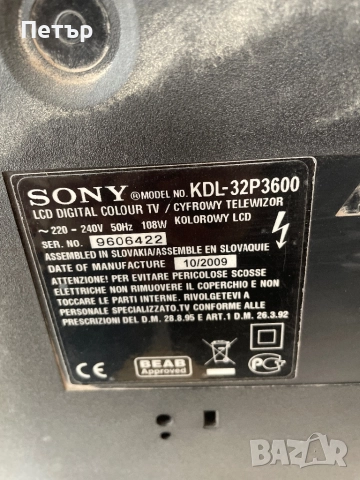 Петър
SONY ® MODEL NO. KDL-32P3600
LCD DIGITAL COLOUR TV / CYFROWY TELEWIZOR
KOLOROWY LCD
~ 220 - 240V 50Hz 108W
SER. NO. 9606422
ASSEMBLED IN SLOVAKIA/ASSEMBLE EN SLOVAQUIE
DATE OF MANUFACTURE 10/2009
ATTENZIONE! PER EVITARE PERICOLOSE SCOSSE
ELETTRICHE NON RIMUOVERE IL COPERCHIO E NON
TOCCARE LE PARTI INTERNE. RIVOLGETEVI A
PERSONALE SPECIALIZZATO.TV CONFORME ALLE
PRESCRIZIONI DEL D.M. 28.8.95 E ART.1 D.M. 26.3.92
CE
BEAB
Approved
BAZAR